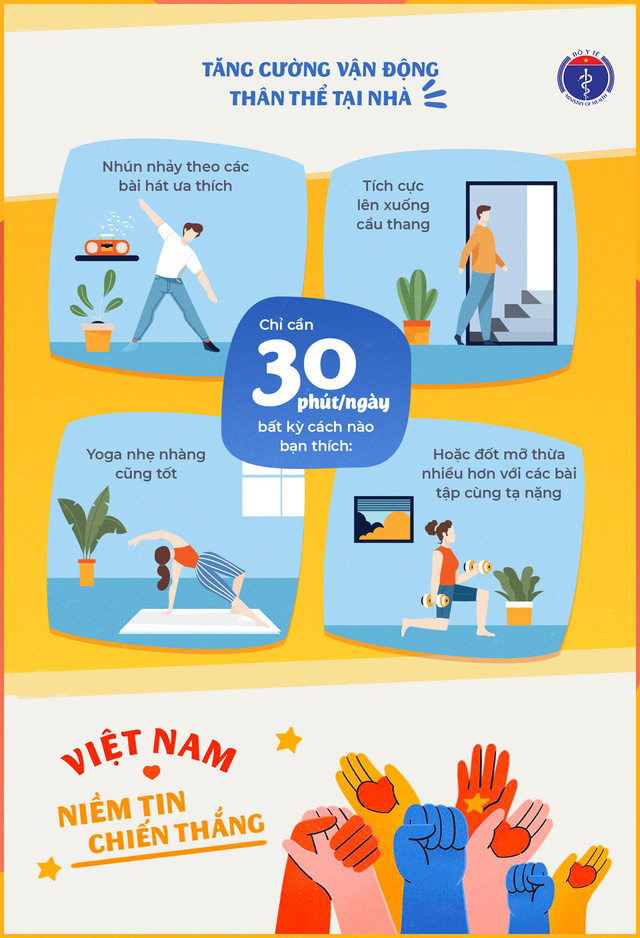 TĂNG CƯỜNG VẬN ĐỘNG
THÂN THỂ TẠI NHÀ
BỘ Y TẾ
MINISTRY OF HEALTH
Nhún nhảy theo các
bài hát ưa thích
Tích cực
lên xuống
cầu thang
Chỉ cần
30
phút/ngày
bất kỳ cách nào
bạn thích:
Yoga nhẹ nhàng
cũng tốt
Hoặc đốt mỡ thừa
nhiều hơn với các bài
tập cùng tạ nặng
VIỆT NAM
NIỀM TIN
CHIẾN THẮNG